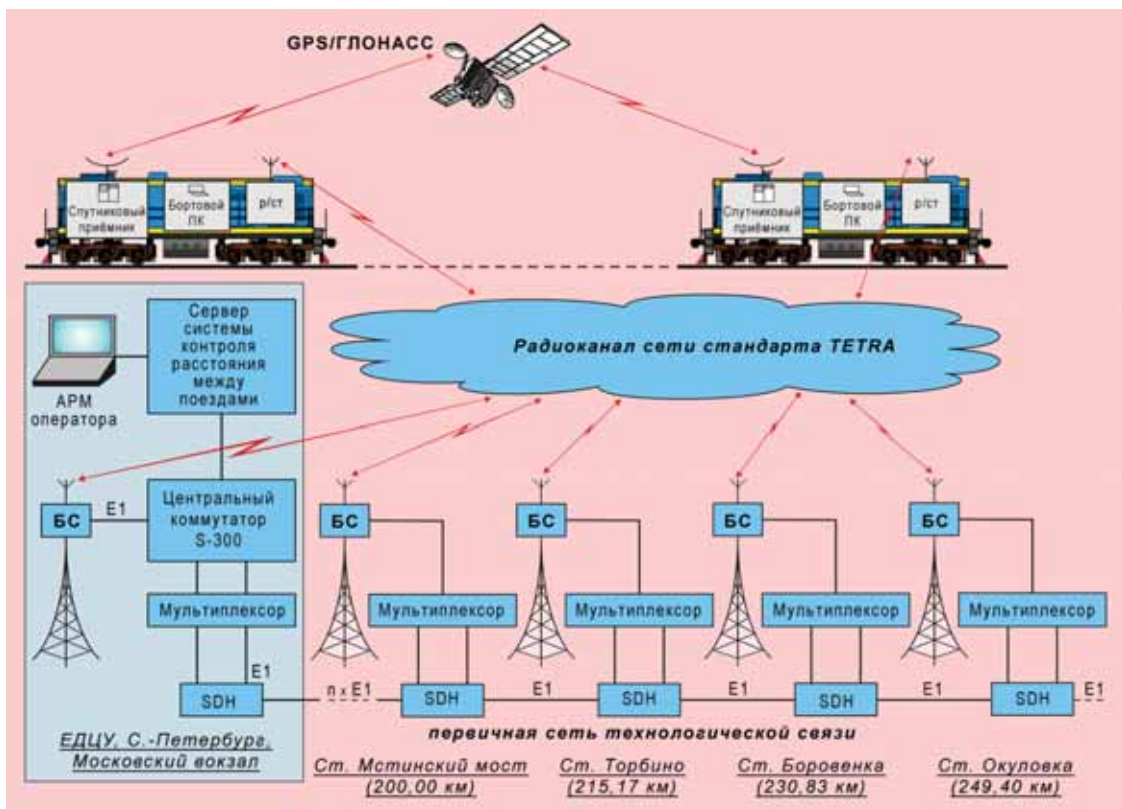 GPS/ГЛОНАСС
Спутниковый
приёмник
Бортовой
ПК
р/ст
Спутниковый
приёмник
Бортовой
ПК
р/ст
Радиоканал сети стандарта TETRA
АРМ
оператора
Сервер
системы
контроля
расстояния
между
поездами
БС
E1
Центральный
коммутатор
S-300
Мультиплексор
E1
SDH
ЕДЦУ, С.-Петербург,
Московский вокзал
n x E1
БС
Мультиплексор
SDH
E1
БС
Мультиплексор
SDH
E1
БС
Мультиплексор
SDH
E1
БС
Мультиплексор
SDH
E1
первичная сеть технологической связи
Ст. Мстинский мост
(200,00 км)
Ст. Торбино
(215,17 км)
Ст. Боровенка
(230,83 км)
Ст. Окуловка
(249,40 км)